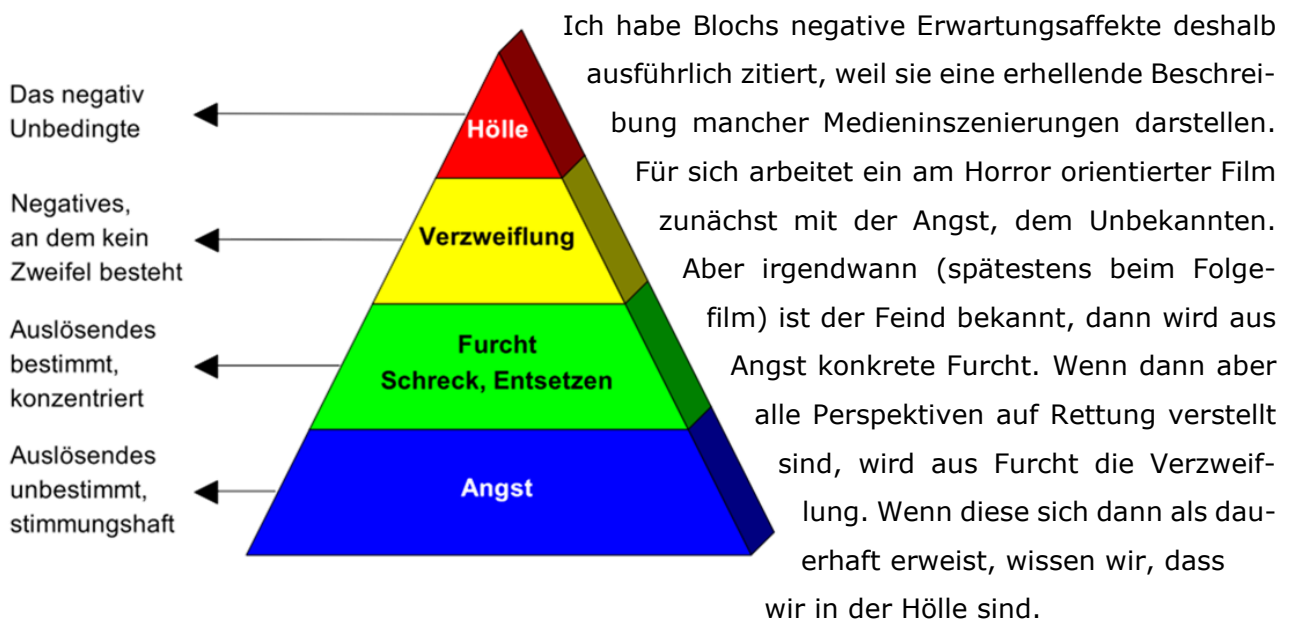 Das negativ
Unbedingte
Negatives,
an dem kein
Zweifel besteht
Auslösendes
bestimmt,
konzentriert
Auslösendes
unbestimmt,
stimmungshaft
Hölle
Verzweiflung
Furcht
Schreck, Entsetzen
Angst
Ich habe Blochs negative Erwartungsaffekte deshalb
ausführlich zitiert, weil sie eine erhellende Beschrei-
bung mancher Medieninszenierungen darstellen.
Für sich arbeitet ein am Horror orientierter Film
zunächst mit der Angst, dem Unbekannten.
Aber irgendwann (spätestens beim Folge-
film) ist der Feind bekannt, dann wird aus
Angst konkrete Furcht. Wenn dann aber
alle Perspektiven auf Rettung verstellt
sind, wird aus Furcht die Verzweif-
lung. Wenn diese sich dann als dau-
erhaft erweist, wissen wir, dass
wir in der Hölle sind.